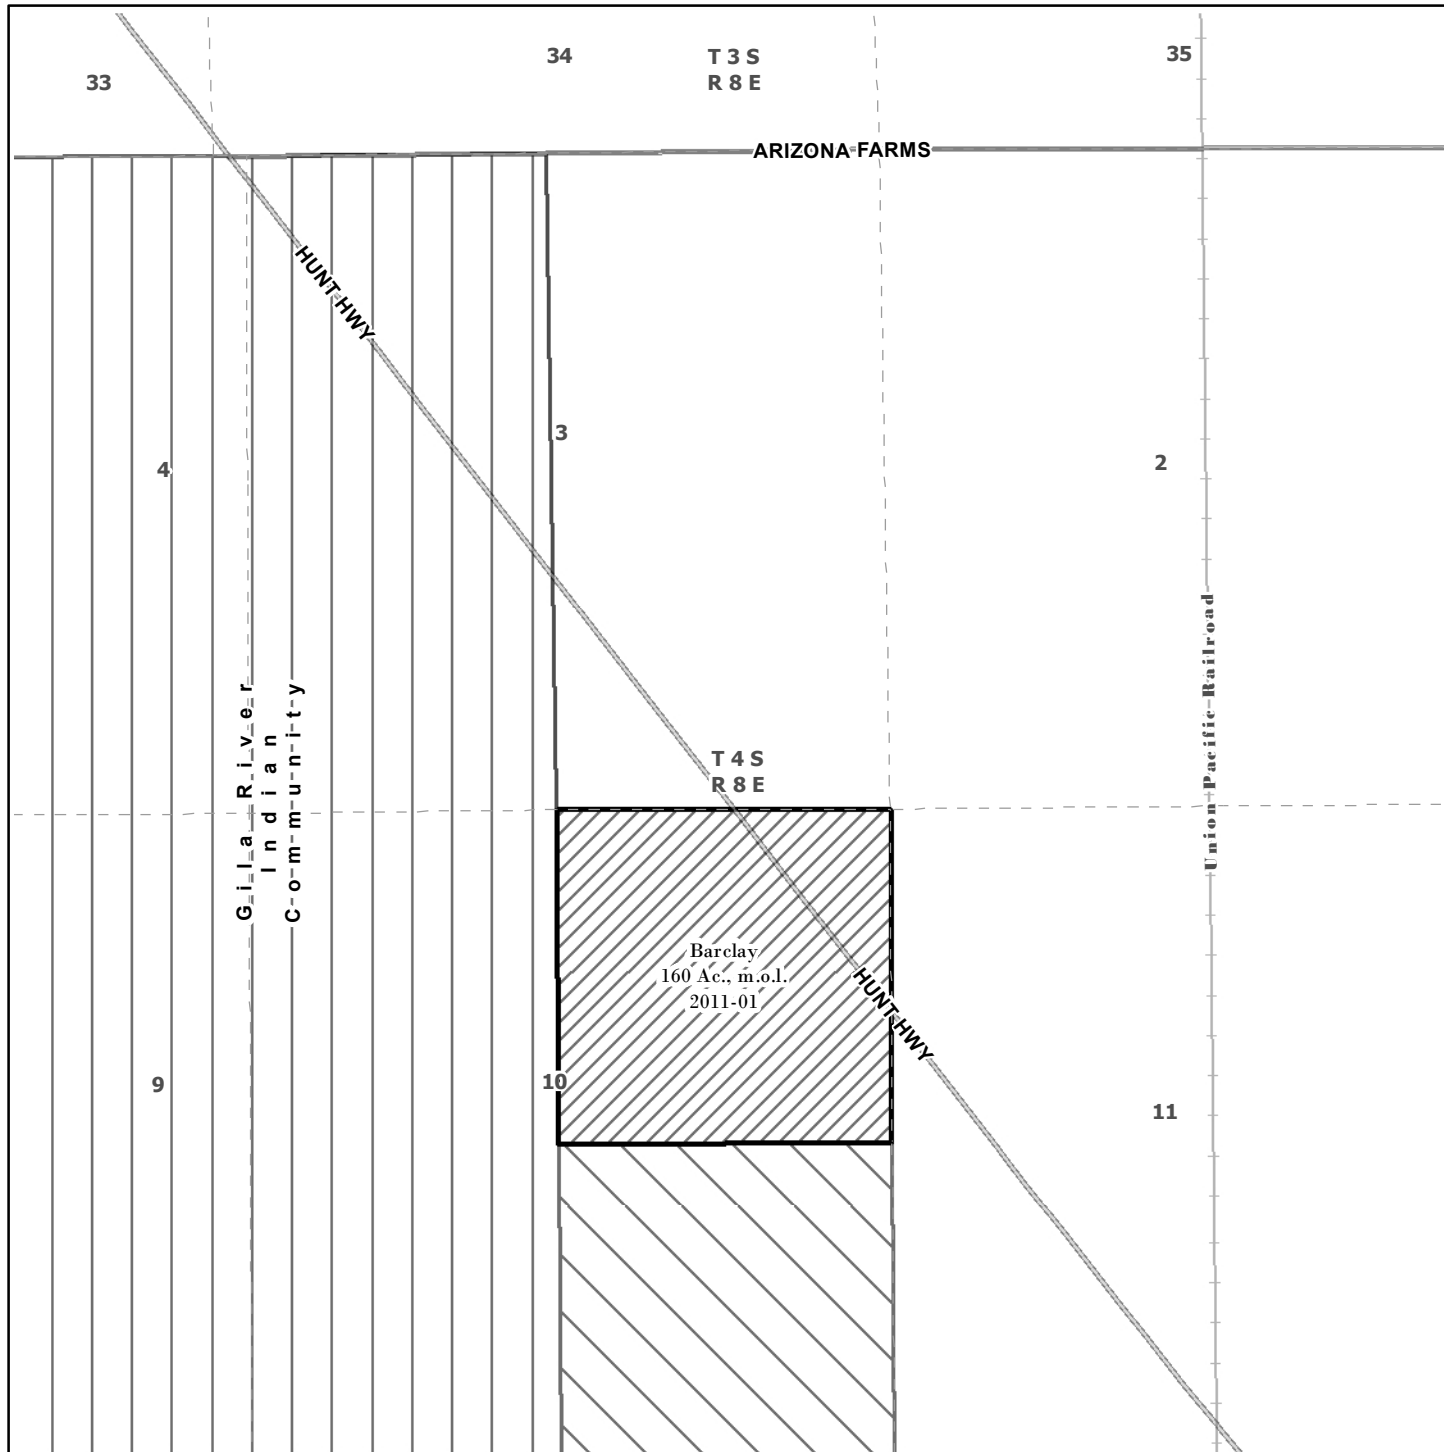 34
T 3 S
R 8 E
35
33
ARIZONA FARMS
HUNT HWY
3
4
2
Union Pacific Railroad
Gila River
Indian
Community
T 4 S
R 8 E
Barclay
160 Ac., m.o.l.
2011-01
HUNT HWY
9
10
11